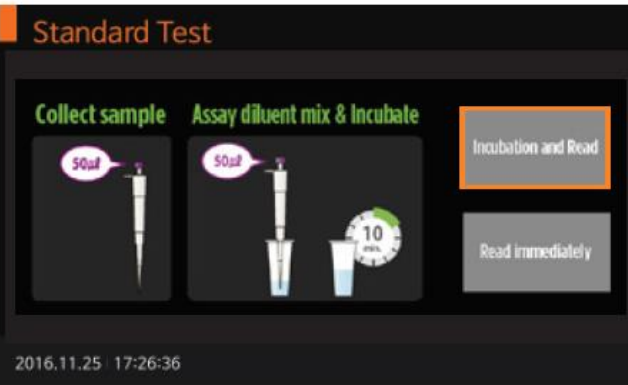 Standard Test
Collect sample
Assay diluent mix & Incubate
50㎕
50㎕
10
min.
Incubation and Read
Read immediately
2016.11.25 17:26:36